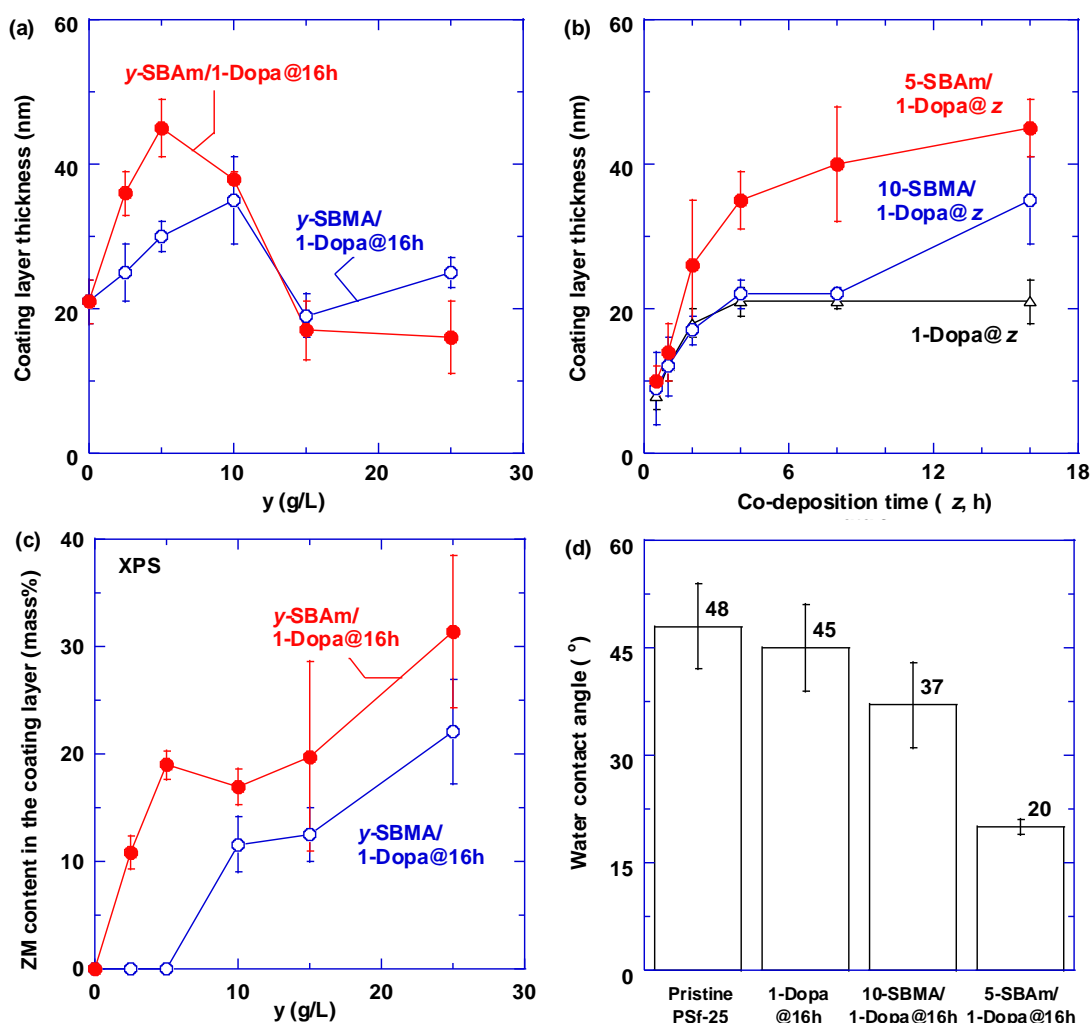 (a)
60
40
20
0
Coating layer thickness (nm)
y-SBAm/1-Dopa@16h
y-SBMA/
1-Dopa@16h
0 10 20 30
y (g/L)
(b)
60
40
20
0
Coating layer thickness (nm)
5-SBAm/
1-Dopa@z
10-SBMA/
1-Dopa@z
1-Dopa@z
0 6 12 18
Co-deposition time ( z, h)
(c)
40
30
20
10
0
ZM content in the coating layer (mass%)
XPS
y-SBAm/
1-Dopa@16h
y-SBMA/
1-Dopa@16h
0 10 20 30
y (g/L)
(d)
60
45
30
15
0
Water contact angle ( °)
48
45
37
20
Pristine
PSf-25
1-Dopa
@16h
10-SBMA/
1-Dopa@16h
5-SBAm/
1-Dopa@16h